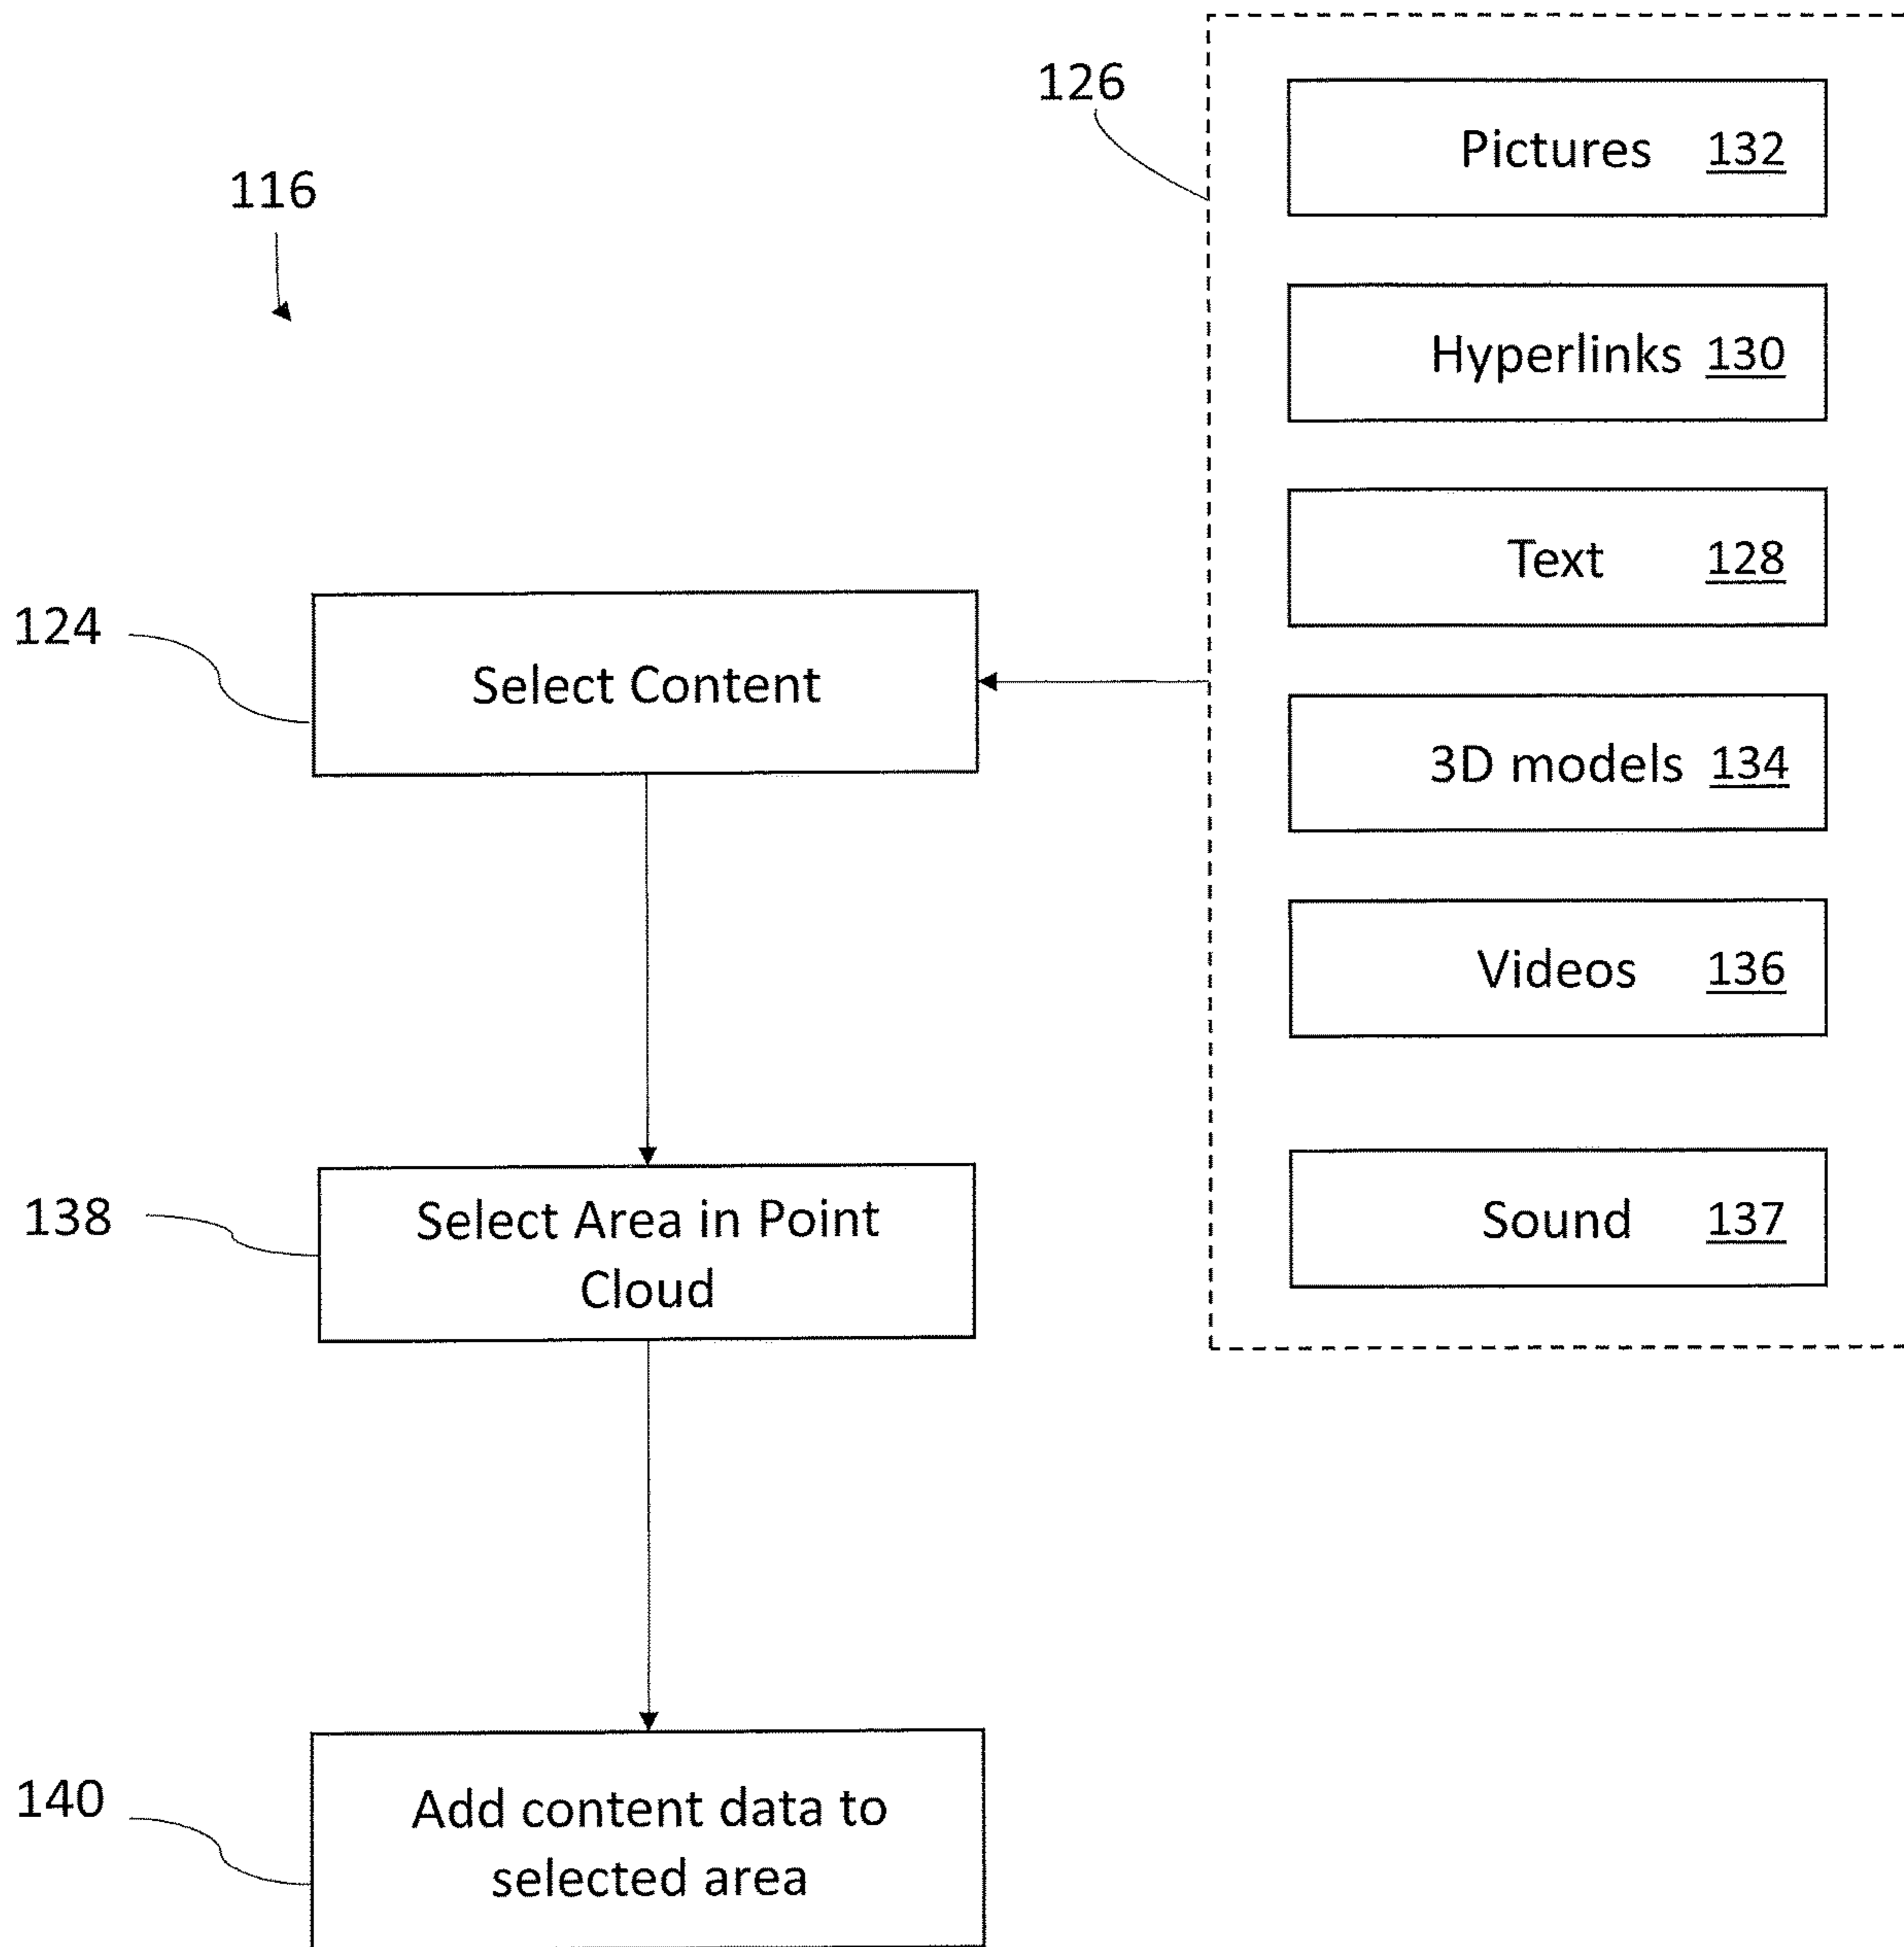 126
Pictures 132
116
Hyperlinks 130
Text 128
124
Select Content
3D models 134
Videos 136
138
Select Area in Point
Cloud
Sound 137
140
Add content data to
selected area